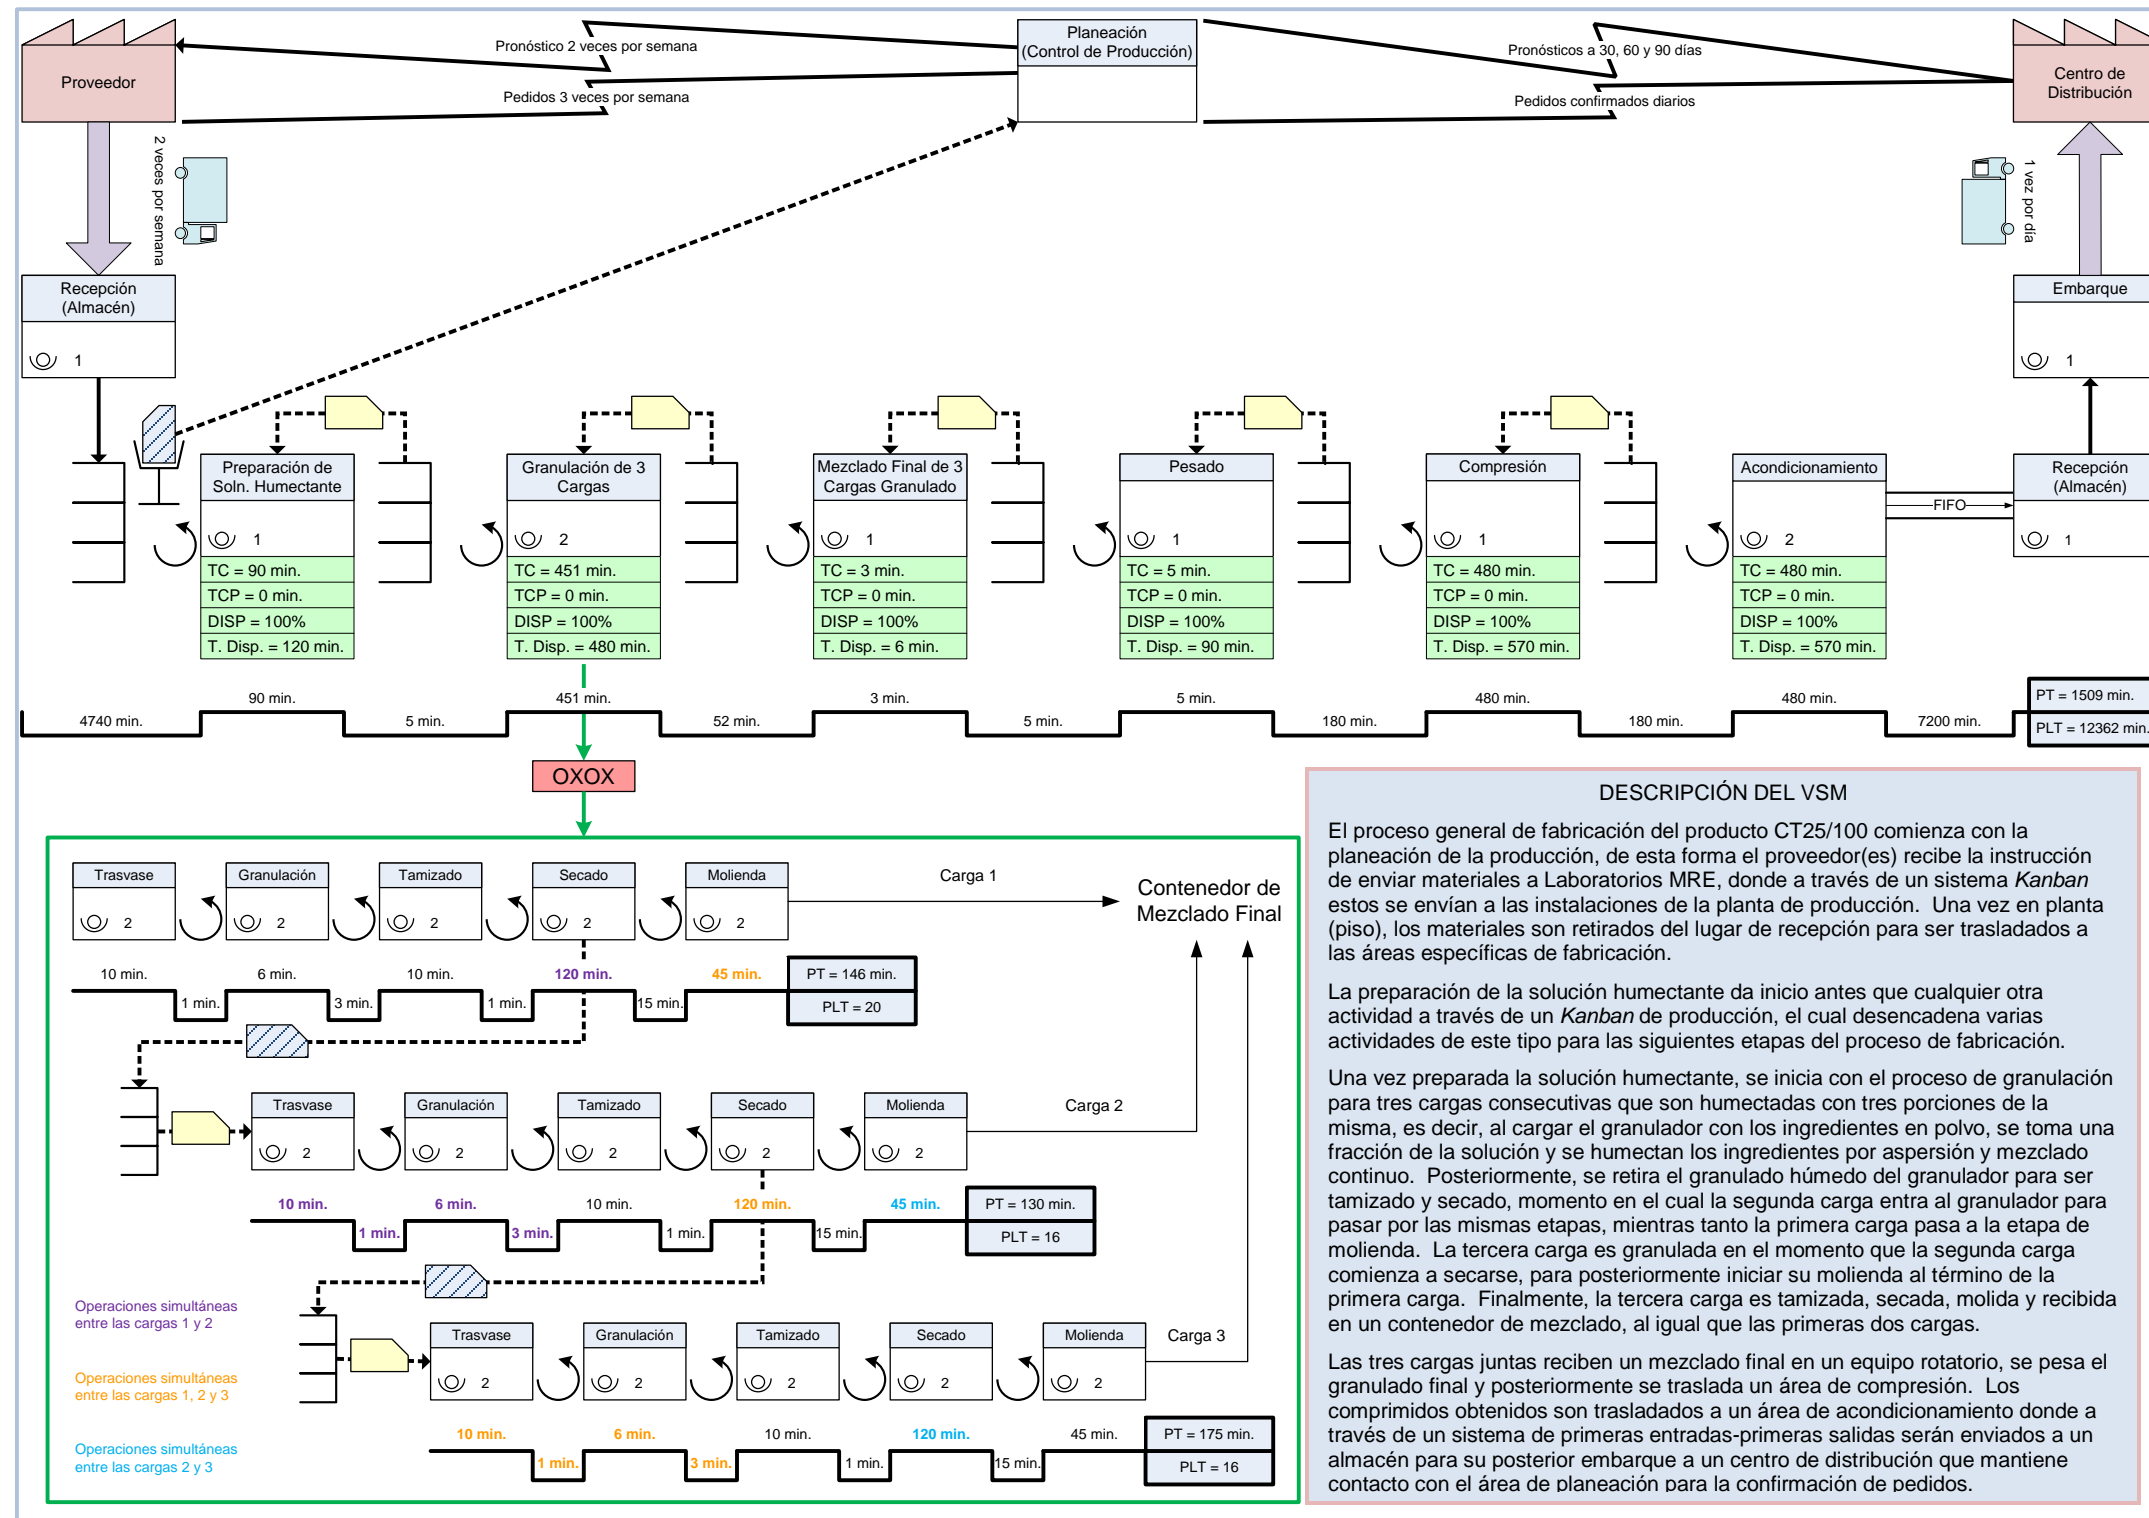 Proveedor
Pronóstico 2 veces por semana
Pedidos 3 veces por semana
Planeación
(Control de Producción)
Pronósticos a 30, 60 y 90 días
Pedidos confirmados diarios
Centro de
Distribución
2 veces por semana
1 vez por día
Recepción
(Almacén)
1
Embarque
1
Preparación de
Soln. Humectante
1
TC = 90 min.
TCP = 0 min.
DISP = 100%
T. Disp. = 120 min.
Granulación de 3
Cargas
2
TC = 451 min.
TCP = 0 min.
DISP = 100%
T. Disp. = 480 min.
Mezclado Final de 3
Cargas Granulado
1
TC = 3 min.
TCP = 0 min.
DISP = 100%
T. Disp. = 6 min.
Pesado
1
TC = 5 min.
TCP = 0 min.
DISP = 100%
T. Disp. = 90 min.
Compresión
1
TC = 480 min.
TCP = 0 min.
DISP = 100%
T. Disp. = 570 min.
Acondicionamiento
2
TC = 480 min.
TCP = 0 min.
DISP = 100%
T. Disp. = 570 min.
FIFO
Recepción
(Almacén)
1
4740 min.
90 min.
5 min.
451 min.
52 min.
3 min.
5 min.
5 min.
180 min.
480 min.
180 min.
480 min.
7200 min.
PT = 1509 min.
PLT = 12362 min.
OXOX
Trasvase
2
Granulación
2
Tamizado
2
Secado
2
Molienda
2
Carga 1
Contenedor de
Mezclado Final
10 min.
1 min.
6 min.
3 min.
10 min.
1 min.
120 min.
15 min.
45 min.
PT = 146 min.
PLT = 20
Trasvase
2
Granulación
2
Tamizado
2
Secado
2
Molienda
2
Carga 2
10 min.
1 min.
6 min.
3 min.
10 min.
1 min.
120 min.
15 min.
45 min.
PT = 130 min.
PLT = 16
Operaciones simultáneas
entre las cargas 1 y 2
Operaciones simultáneas
entre las cargas 1, 2 y 3
Operaciones simultáneas
entre las cargas 2 y 3
Trasvase
2
Granulación
2
Tamizado
2
Secado
2
Molienda
2
Carga 3
10 min.
1 min.
6 min.
3 min.
10 min.
1 min.
120 min.
15 min.
45 min.
PT = 175 min.
PLT = 16
DESCRIPCIÓN DEL VSM
El proceso general de fabricación del producto CT25/100 comienza con la
planeación de la producción, de esta forma el proveedor(es) recibe la instrucción
de enviar materiales a Laboratorios MRE, donde a través de un sistema Kanban
estos se envían a las instalaciones de la planta de producción. Una vez en planta
(piso), los materiales son retirados del lugar de recepción para ser trasladados a
las áreas específicas de fabricación.
La preparación de la solución humectante da inicio antes que cualquier otra
actividad a través de un Kanban de producción, el cual desencadena varias
actividades de este tipo para las siguientes etapas del proceso de fabricación.
Una vez preparada la solución humectante, se inicia con el proceso de granulación
para tres cargas consecutivas que son humectadas con tres porciones de la
misma, es decir, al cargar el granulador con los ingredientes en polvo, se toma una
fracción de la solución y se humectan los ingredientes por aspersión y mezclado
continuo. Posteriormente, se retira el granulado húmedo del granulador para ser
tamizado y secado, momento en el cual la segunda carga entra al granulador para
pasar por las mismas etapas, mientras tanto la primera carga pasa a la etapa de
molienda. La tercera carga es granulada en el momento que la segunda carga
comienza a secarse, para posteriormente iniciar su molienda al término de la
primera carga. Finalmente, la tercera carga es tamizada, secada, molida y recibida
en un contenedor de mezclado, al igual que las primeras dos cargas.
Las tres cargas juntas reciben un mezclado final en un equipo rotatorio, se pesa el
granulado final y posteriormente se traslada un área de compresión. Los
comprimidos obtenidos son trasladados a un área de acondicionamiento donde a
través de un sistema de primeras entradas-primeras salidas serán enviados a un
almacén para su posterior embarque a un centro de distribución que mantiene
contacto con el área de planeación para la confirmación de pedidos.